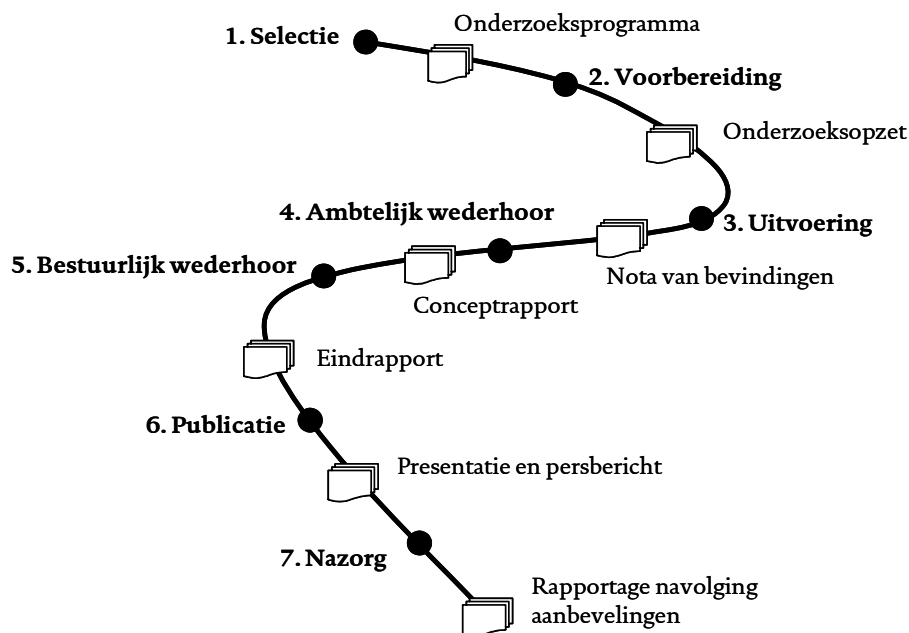 1. Selectie
Onderzoeksprogramma
2. Voorbereiding
Onderzoeksopzet
3. Uitvoering
Nota van bevindingen
4. Ambtelijk wederhoor
Conceptrapport
5. Bestuurlijk wederhoor
Eindrapport
6. Publicatie
Presentatie en persbericht
7. Nazorg
Rapportage navolging
aanbevelingen